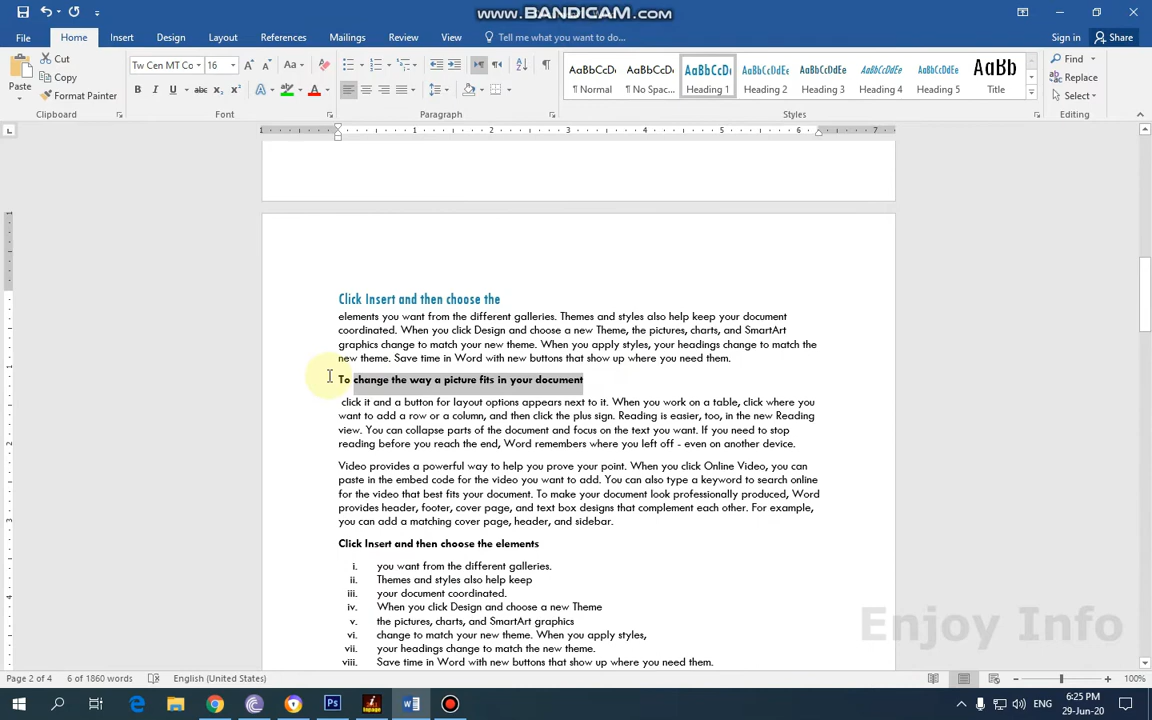 www.BANDICAM.com
File Home Insert Design Layout References Mailings Review View Tell me what you want to do... Sign in Share
Paste Cut Copy Format Painter
Clipboard
Tw Cen MT Co 16
Font
Paragraph
AaBbCcDc AaBbCcDc AaBbCcDt AaBbCcDdEe AaBbCcDdEe AaBbCcDdEe AaBbCcDdEe AaBb
¶ Normal ¶ No Spac... Heading 1 Heading 2 Heading 3 Heading 4 Heading 5 Title
Styles
Find Replace Select
Editing
1 1 2 3 4 5 6 7
Click Insert and then choose the
elements you want from the different galleries. Themes and styles also help keep your document
coordinated. When you click Design and choose a new Theme, the pictures, charts, and SmartArt
graphics change to match your new theme. When you apply styles, your headings change to match the
new theme. Save time in Word with new buttons that show up where you need them.
To change the way a picture fits in your document
click it and a button for layout options appears next to it. When you work on a table, click where you
want to add a row or a column, and then click the plus sign. Reading is easier, too, in the new Reading
view. You can collapse parts of the document and focus on the text you want. If you need to stop
reading before you reach the end, Word remembers where you left off - even on another device.
Video provides a powerful way to help you prove your point. When you click Online Video, you can
paste in the embed code for the video you want to add. You can also type a keyword to search online
for the video that best fits your document. To make your document look professionally produced, Word
provides header, footer, cover page, and text box designs that complement each other. For example,
you can add a matching cover page, header, and sidebar.
Click Insert and then choose the elements
i. you want from the different galleries.
ii. Themes and styles also help keep
iii. your document coordinated.
iv. When you click Design and choose a new Theme
v. the pictures, charts, and SmartArt graphics
vi. change to match your new theme. When you apply styles,
vii. your headings change to match the new theme.
viii. Save time in Word with new buttons that show up where you need them.
Enjoy Info
Page 2 of 4 6 of 1860 words English (United States) 100%
ENG 6:25 PM
29-Jun-20